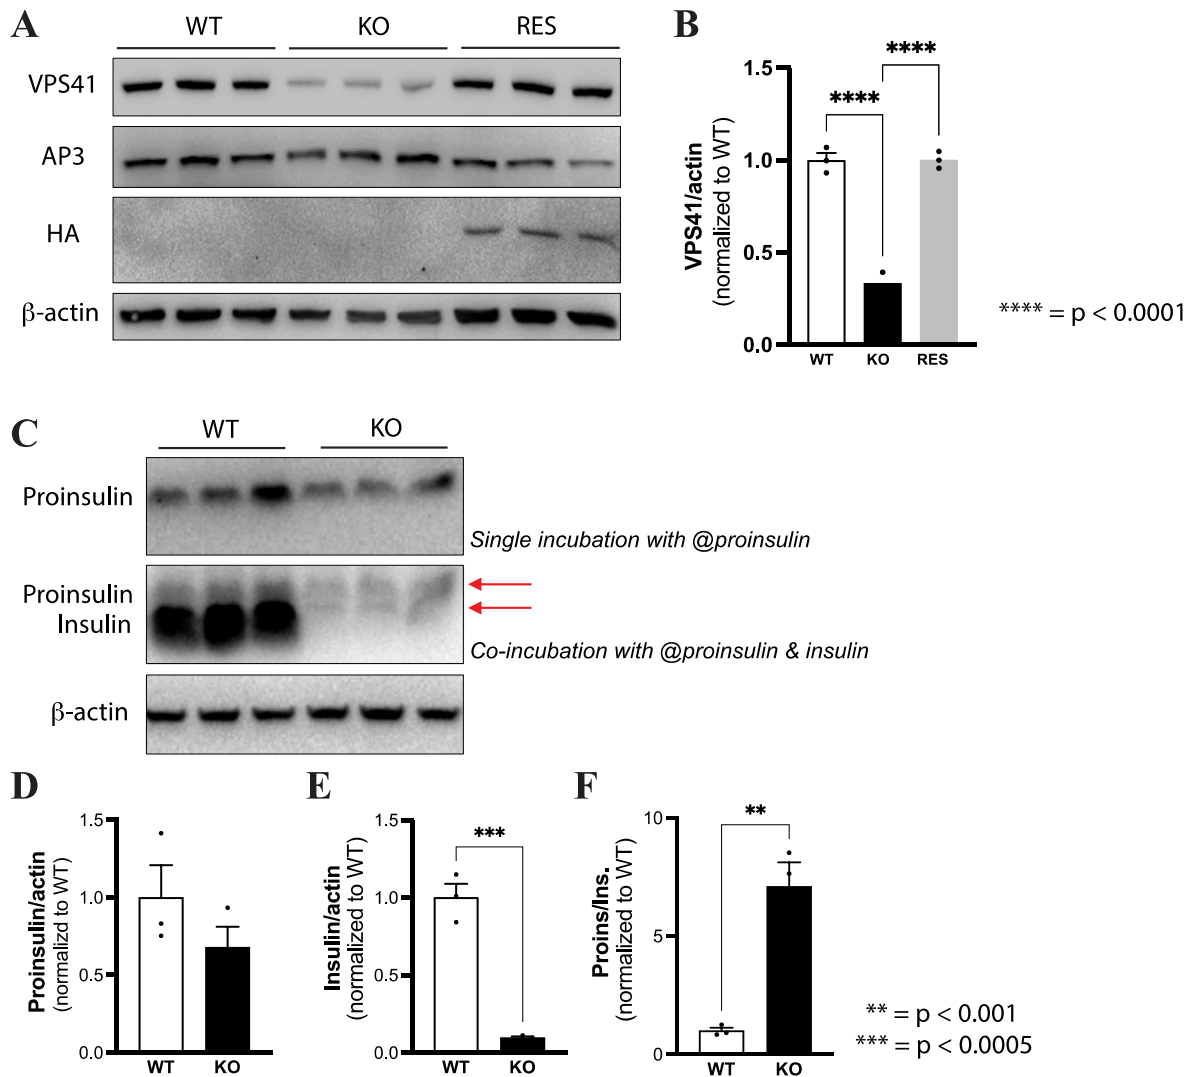 A
WT KO RES
VPS41
AP3
HA
β-actin
B
**** ****
1.5
1.0
0.5
0.0
VPS41/actin
(normalized to WT)
WT KO RES
**** = p < 0.0001
C
WT KO
Proinsulin
Single incubation with @proinsulin
Proinsulin
Insulin
Co-incubation with @proinsulin & insulin
β-actin
D
1.5
1.0
0.5
0.0
Proinsulin/actin
(normalizd to WT)
WT KO
E
***
1.5
1.0
0.5
0.0
Insulin/actin
(normalized to WT)
WT KO
F
**
10
5
0
Proins/Ins.
(normalized to WT)
WT KO
** = p < 0.001
*** = p < 0.0005